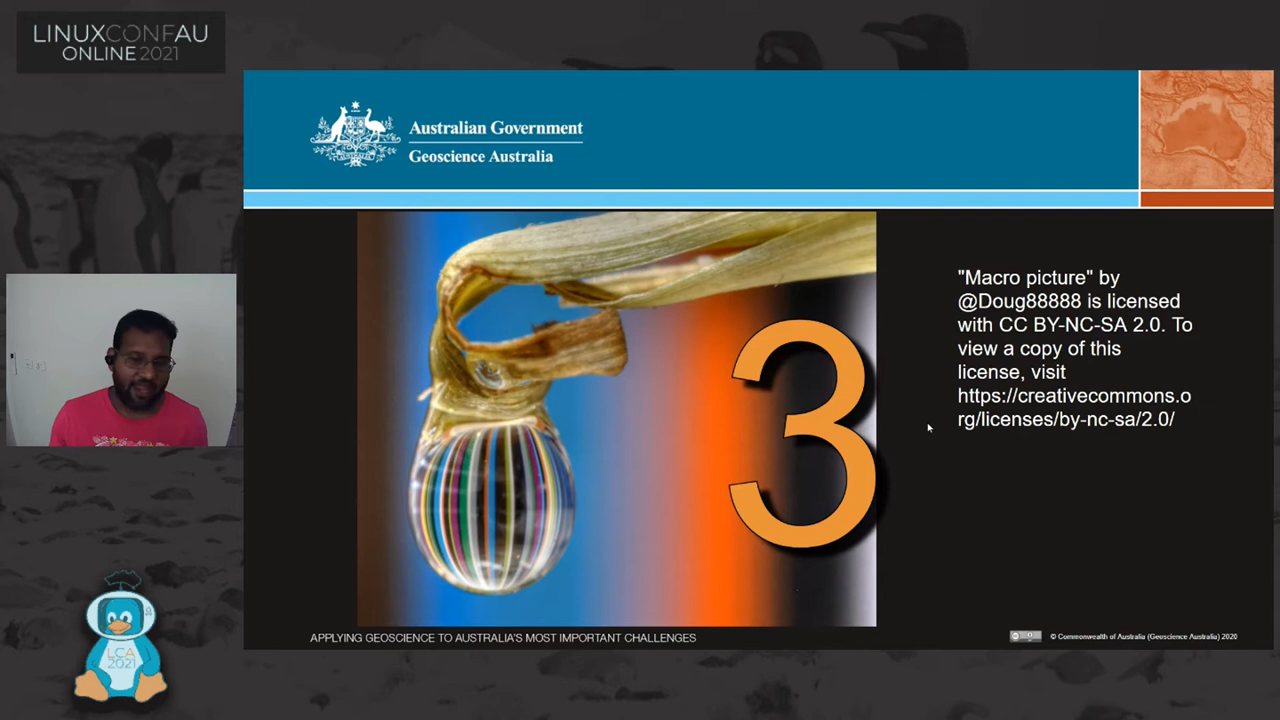 LINUXCONFAU
ONLINE 2021
Australian Government
Geoscience Australia
3
"Macro picture" by
@Doug88888 is licensed
with CC BY-NC-SA 2.0. To
view a copy of this
license, visit
https://creativecommons.o
rg/licenses/by-nc-sa/2.0/
LCA
2021
APPLYING GEOSCIENCE TO AUSTRALIA'S MOST IMPORTANT CHALLENGES
© Commonwealth of Australia (Geoscience Australia) 2020